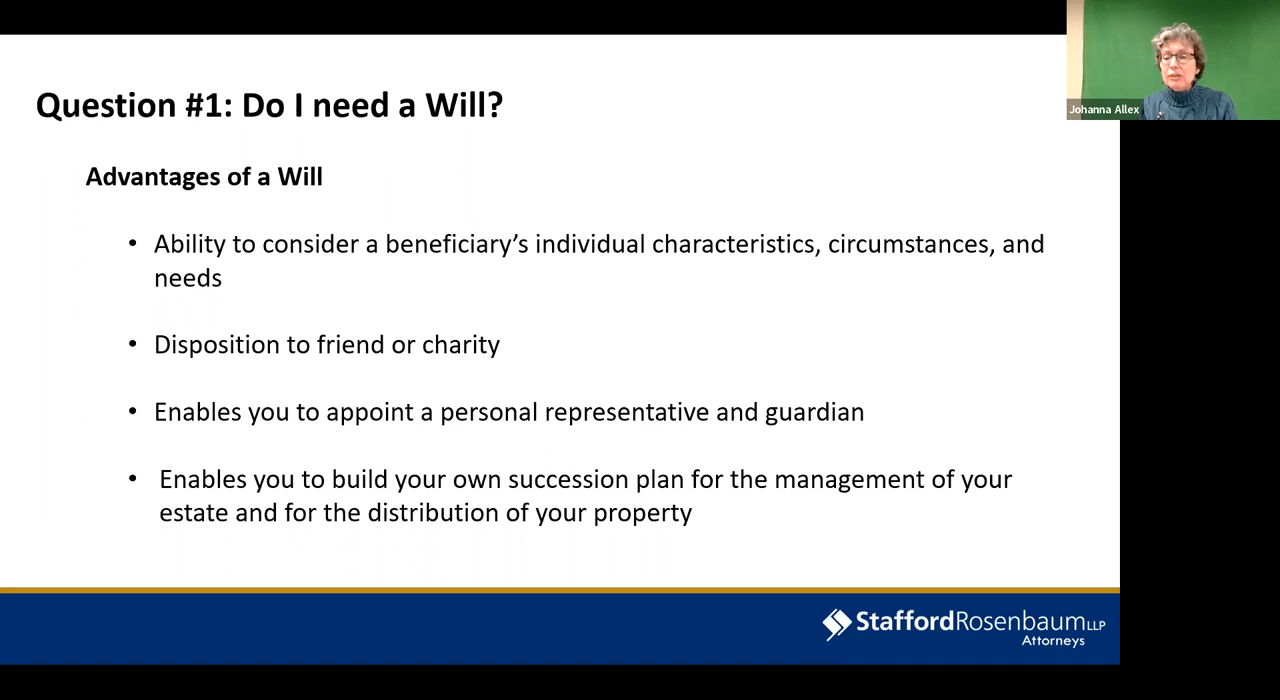 Question #1: Do I need a Will?
Johanna Allex
Advantages of a Will
• Ability to consider a beneficiary’s individual characteristics, circumstances, and
needs
• Disposition to friend or charity
• Enables you to appoint a personal representative and guardian
• Enables you to build your own succession plan for the management of your
estate and for the distribution of your property
StaffordRosenbaumLLP
Attorneys